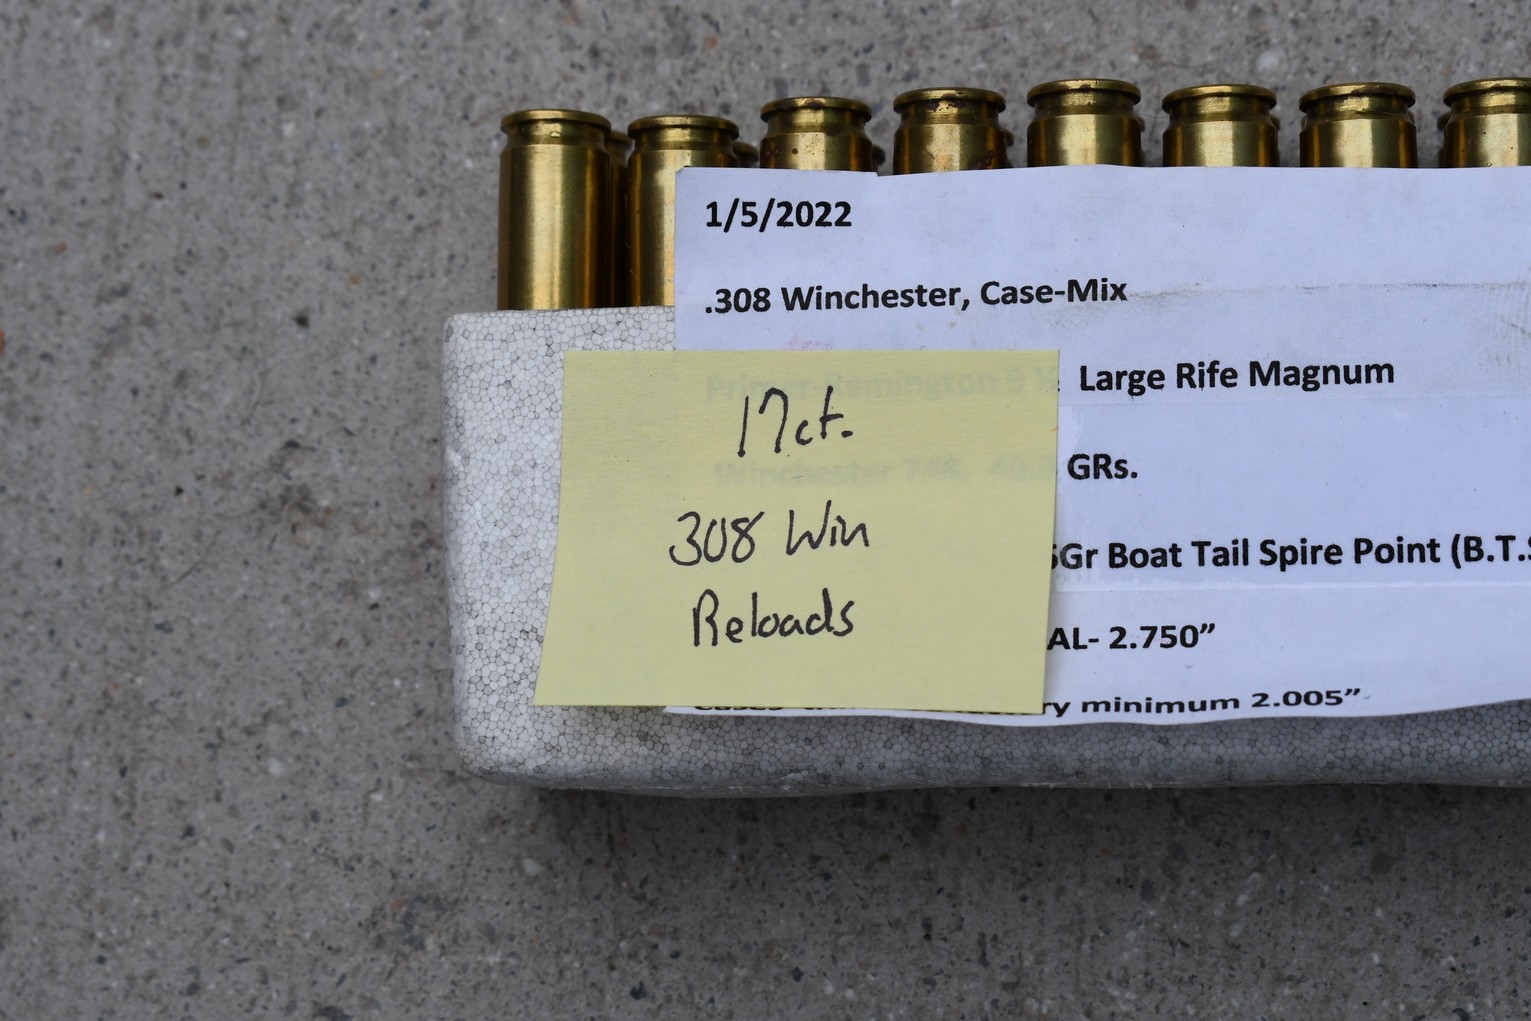 1/5/2022
.308 Winchester, Case-Mix
Large Rife Magnum
GRs.
Gr Boat Tail Spire Point (B.T.S
AL- 2.750”
minimum 2.005”
17ct.
308 Win
Reloads